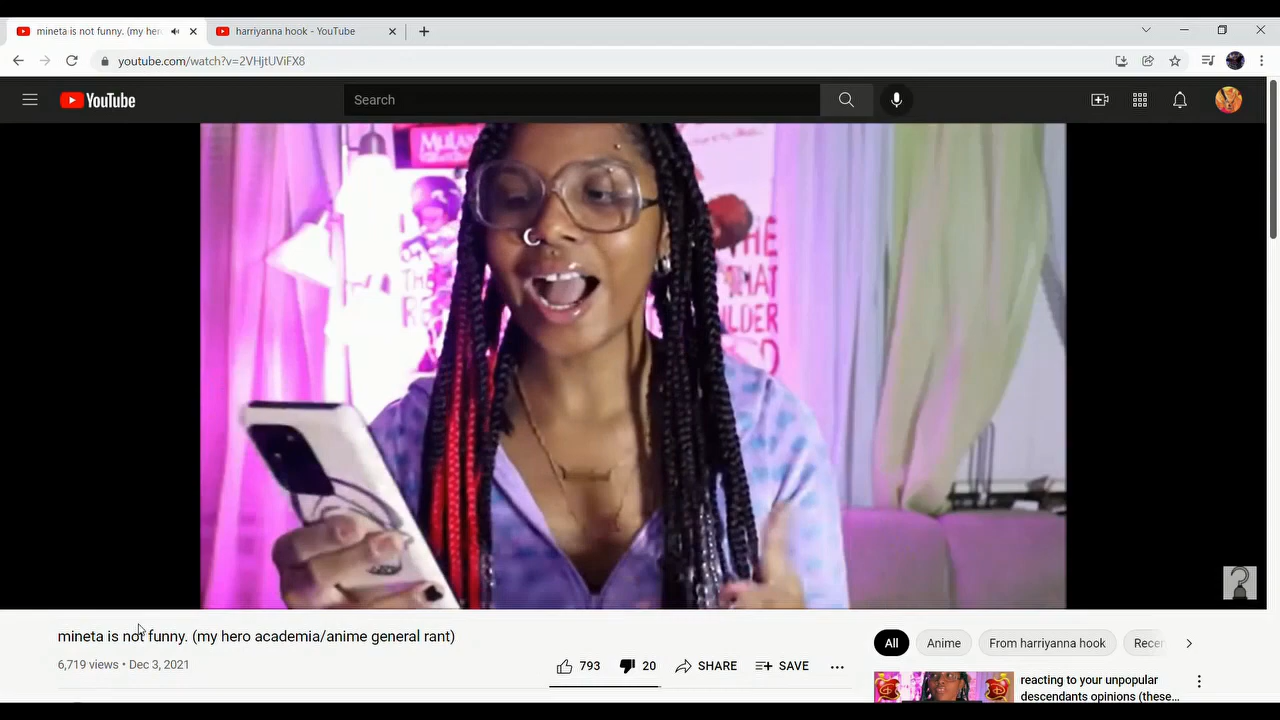 mineta is not funny. (my her
harriyanna hook - YouTube
youtube.com/watch?v=2VHjtUViFX8
YouTube
Search
MULAN
THE
THAT
THE
RE
mineta is not funny. (my hero academia/anime general rant)
6,719 views • Dec 3, 2021
793
20
SHARE
SAVE
All
Anime
From harriyanna hook
Recen
reacting to your unpopular
descendants opinions (these...